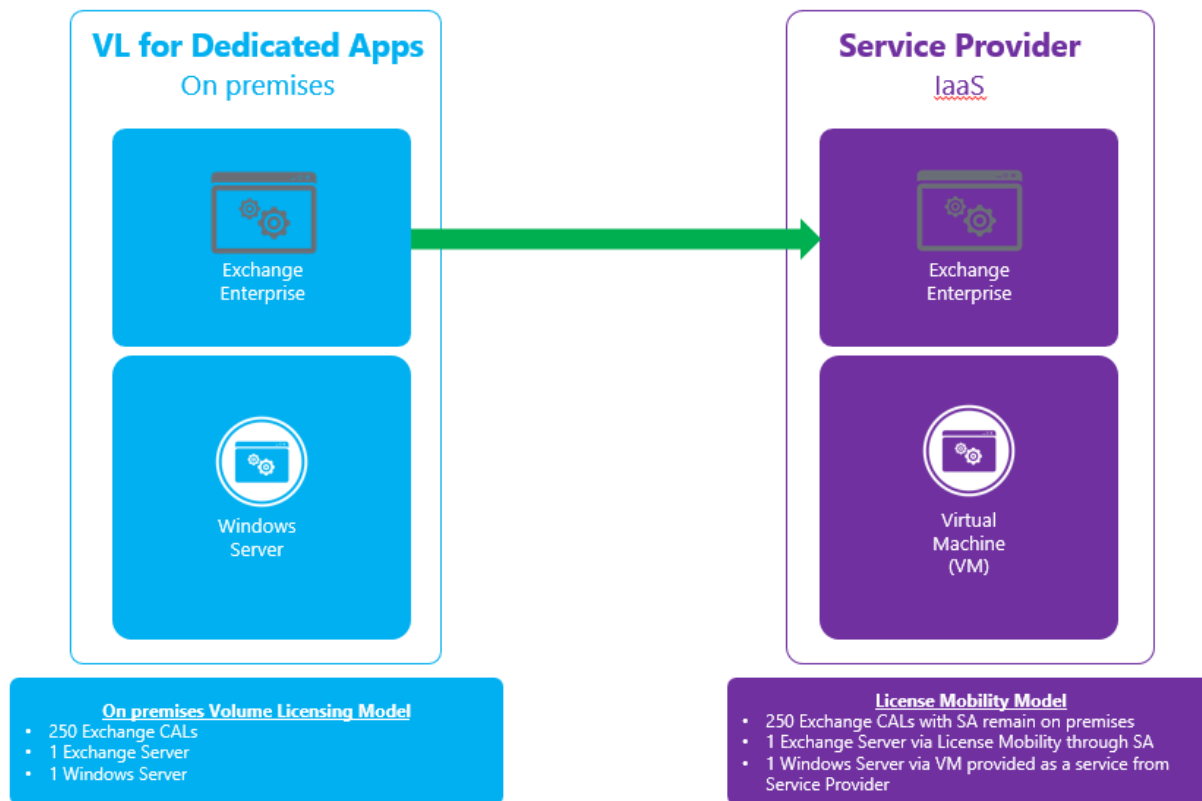 VL for Dedicated Apps
On premises
Exchange
Enterprise
Windows
Server
On premises Volume Licensing Model
• 250 Exchange CALs
• 1 Exchange Server
• 1 Windows Server
Service Provider
IaaS
Exchange
Enterprise
Virtual
Machine
(VM)
License Mobility Model
• 250 Exchange CALs with SA remain on premises
• 1 Exchange Server via License Mobility through SA
• 1 Windows Server via VM provided as a service from
Service Provider